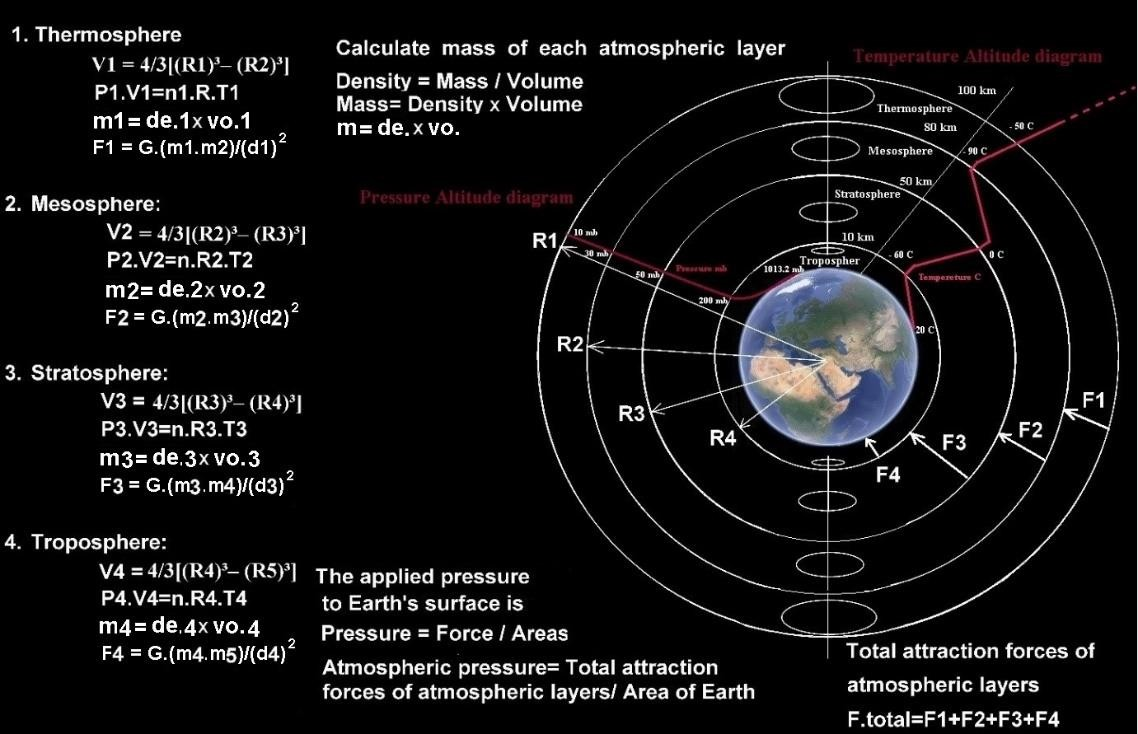 1. Thermosphere
V1 = 4/3[(R1)³– (R2)³]
P1.V1=n1.R.T1
m1= de.1x vo.1
F1 = G.(m1.m2)/(d1)²
2. Mesosphere:
V2 = 4/3[(R2)³– (R3)³]
P2.V2=n.R2.T2
m2= de.2x vo.2
F2 = G.(m2.m3)/(d2)²
3. Stratosphere:
V3 = 4/3[(R3)³– (R4)³]
P3.V3=n.R3.T3
m3= de.3x vo.3
F3 = G.(m3.m4)/(d3)²
4. Troposphere:
V4 = 4/3[(R4)³– (R5)³]
P4.V4=n.R4.T4
m4= de.4x vo.4
F4 = G.(m4.m5)/(d4)²
Calculate mass of each atmospheric layer
Density = Mass / Volume
Mass= Density x Volume
m= de.x vo.
Pressure Altitude diagram
The applied pressure
to Earth's surface is
Pressure = Force / Areas
Atmospheric pressure= Total attraction
forces of atmospheric layers/ Area of Earth
Temperature Altitude diagram
100 km
Thermosphere
80 km
Mesosphere
50 km
Stratosphere
10 km
Tropospher
- 50 C
- 90 C
0 C
- 60 C
Tempereture C
20 C
10 mb
30 mb
50 mb
Pressure mb
1013.2 mb
200 mb
R1
R2
R3
R4
F1
F2
F3
F4
Total attraction forces of
atmospheric layers
F.total=F1+F2+F3+F4